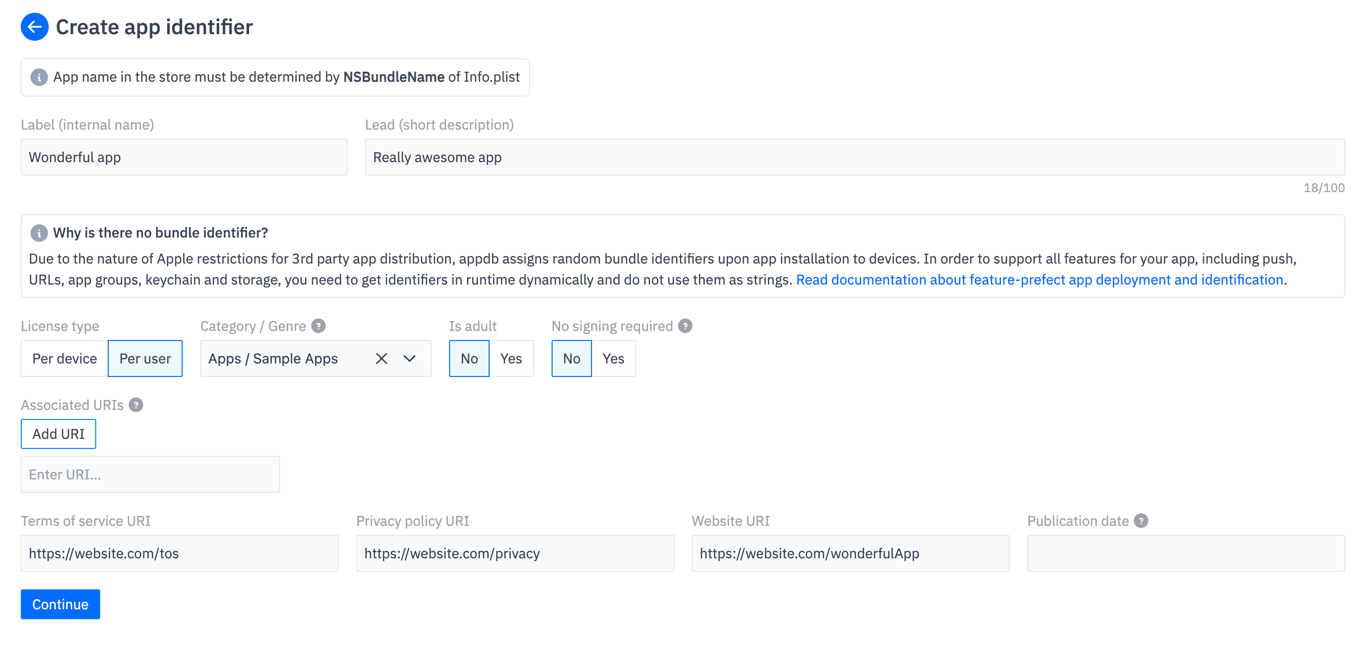 Create app identifier
App name in the store must be determined by NSBundleName of Info.plist
Label (internal name)
Lead (short description)
Wonderful app
Really awesome app
18/100
Why is there no bundle identifier?
Due to the nature of Apple restrictions for 3rd party app distribution, appdb assigns random bundle identifiers upon app installation to devices. In order to support all features for your app, including push,
URLs, app groups, keychain and storage, you need to get identifiers in runtime dynamically and do not use them as strings. Read documentation about feature-prefect app deployment and identification.
License type
Category / Genre ?
Is adult
No signing required ?
Per device
Per user
Apps / Sample Apps
No
Yes
No
Yes
Associated URIs ?
Add URI
Enter URI...
Terms of service URI
Privacy policy URI
Website URI
Publication date ?
https://website.com/tos
https://website.com/privacy
https://website.com/wonderfulApp
Continue